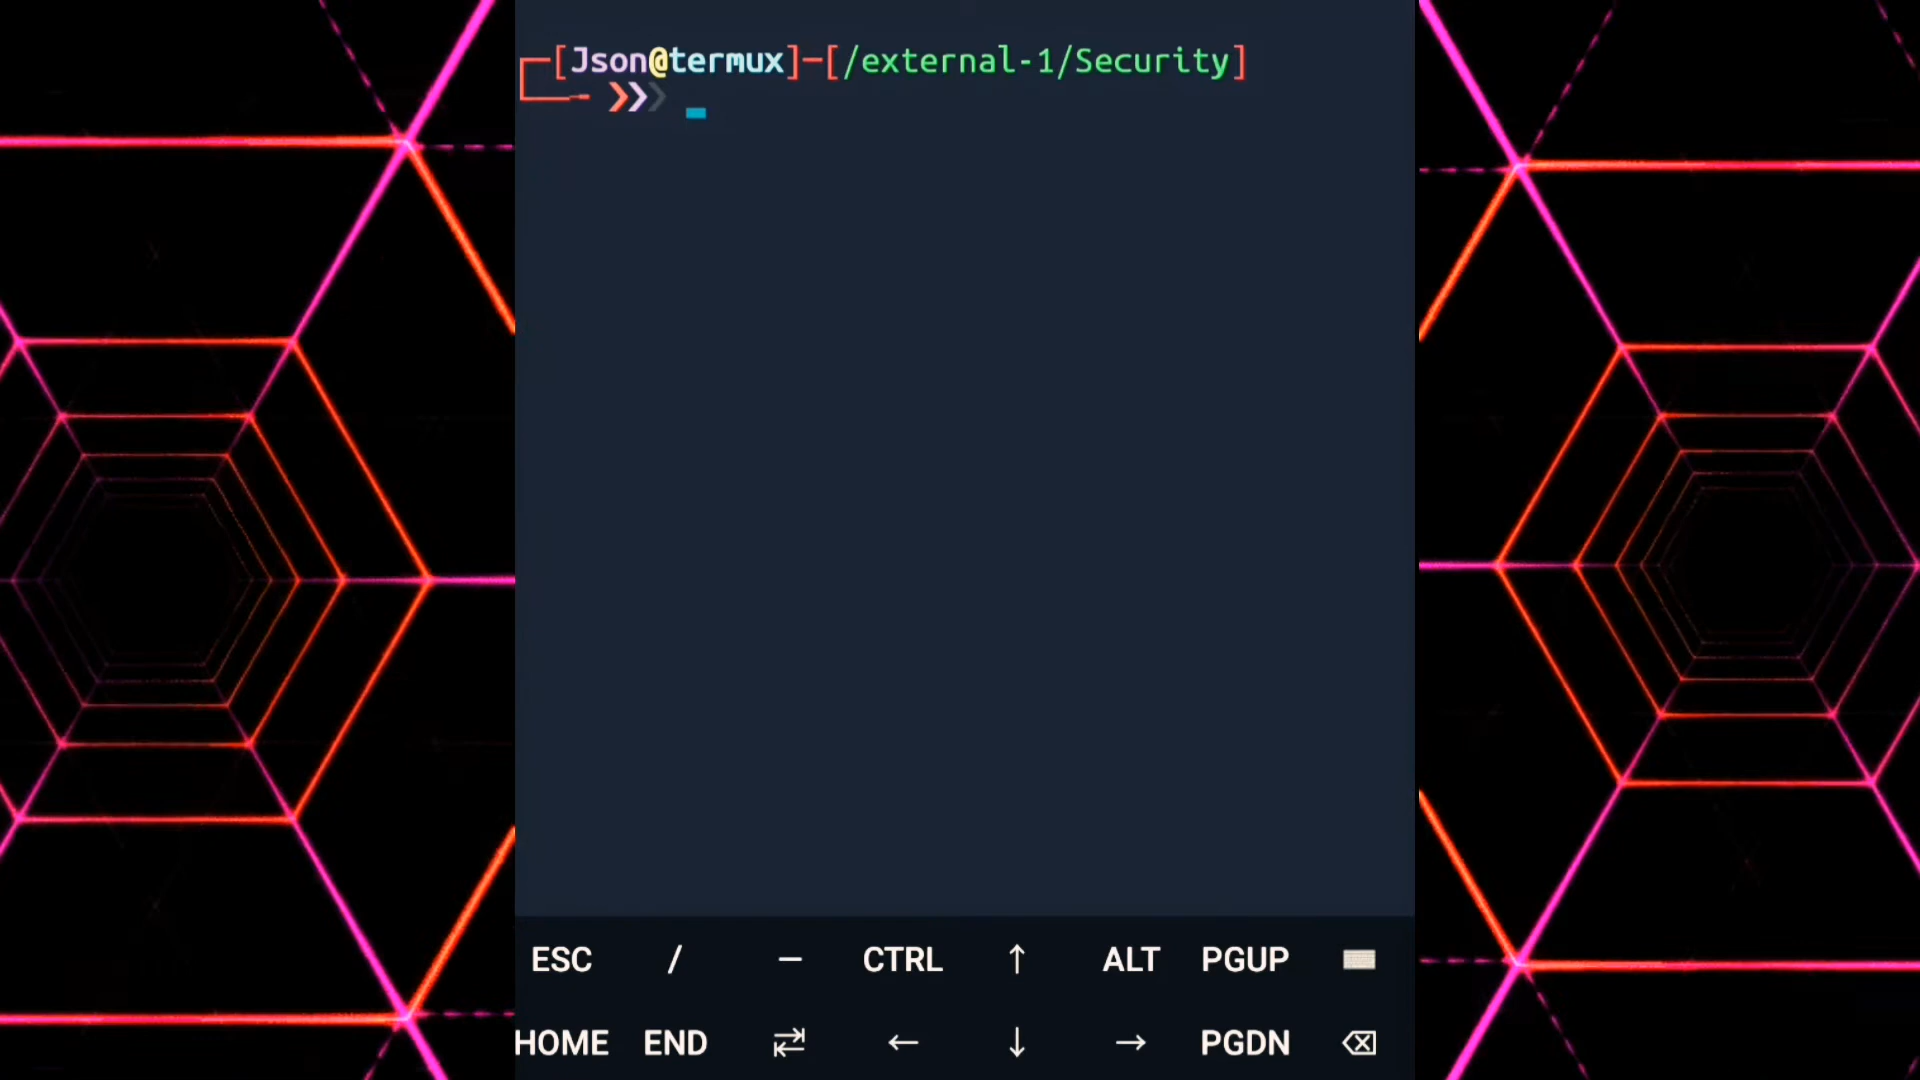 [Json@termux]-[/external-1/Security]
❯❯❯
ESC / — CTRL ↑ ALT PGUP
HOME END ⇄ ← ↓ → PGDN ⌫